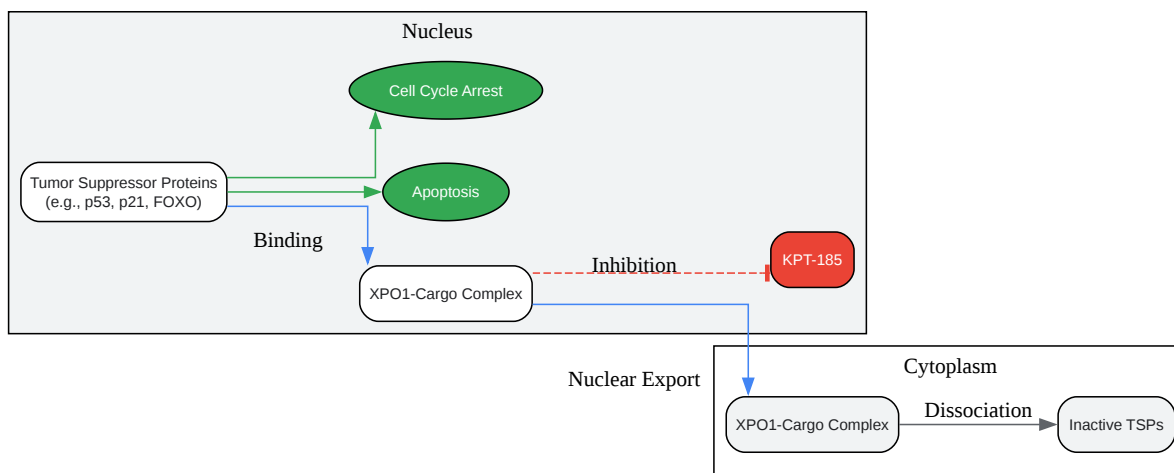 Nucleus
Cell Cycle Arrest
Tumor Suppressor Proteins
(e.g., p53, p21, FOXO)
Apoptosis
Binding
Inhibition
KPT-185
XPO1-Cargo Complex
Nuclear Export
Cytoplasm
XPO1-Cargo Complex
Dissociation
Inactive TSPs